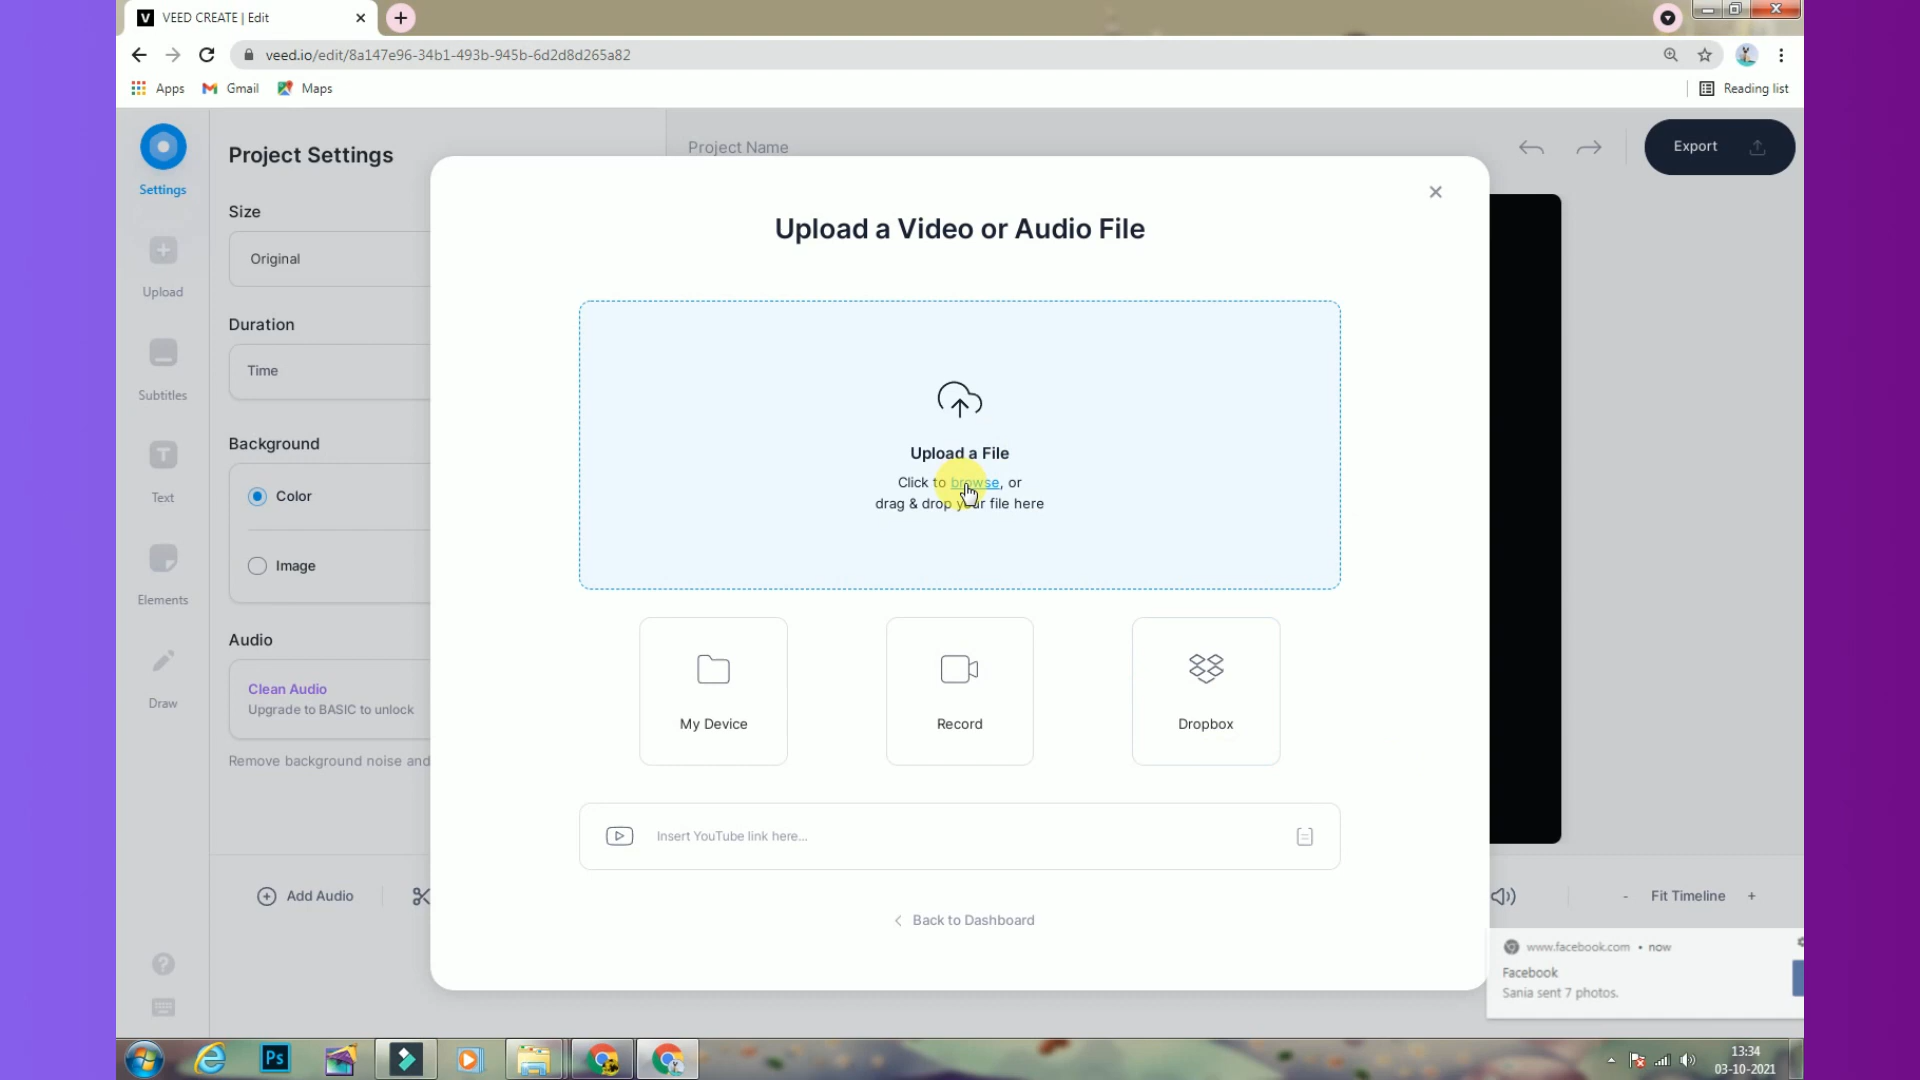 V VEED CREATE | Edit
veed.io/edit/8a147e96-34b1-493b-945b-6d2d8d265a82
Apps
Gmail
Maps
Reading list
Settings
Upload
Subtitles
Text
Elements
Draw
Project Settings
Size
Original
Duration
Time
Background
Color
Image
Audio
Clean Audio
Upgrade to BASIC to unlock
Remove background noise and
Project Name
Export
Upload a Video or Audio File
Upload a File
Click to browse, or
drag & drop your file here
My Device
Record
Dropbox
Insert YouTube link here...
Back to Dashboard
Add Audio
- Fit Timeline +
www.facebook.com • now
Facebook
Sania sent 7 photos.
Ps
13:34
03-10-2021